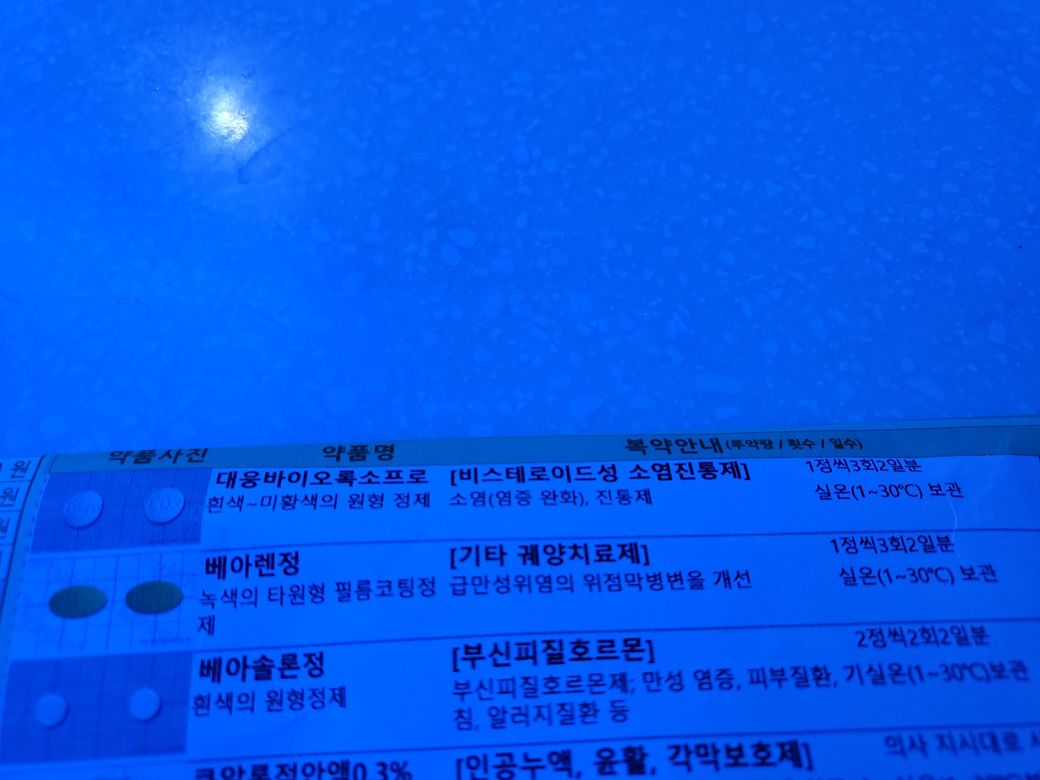 약품사진 약품명 복약안내 (투약량 / 횟수 / 일수)
원
대웅바이오록소프로 [비스테로이드성 소염진통제] 1정씩3회2일분
흰색~미황색의 원형 정제 소염(염증 완화), 진통제 실온(1~30℃) 보관
원
원
베아렌정 [기타 궤양치료제] 1정씩3회2일분
녹색의 타원형 필름코팅정 급만성위염의 위점막병변을 개선 실온(1~30℃) 보관
제
베아솔론정 [부신피질호르몬] 2정씩2회2일분
흰색의 원형정제 부신피질호르몬제; 만성 염증, 피부질환, 기 실온(1~30℃)보관
침, 알러지질환 등
[인공누액, 윤활, 각막보호제] 의사 지시대로